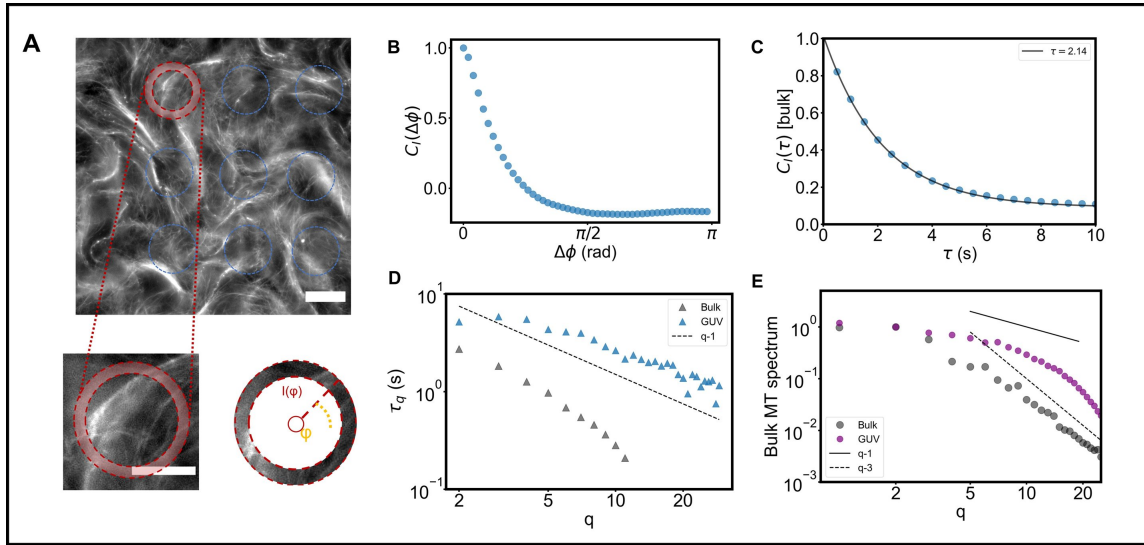 A
I(φ)
φ
B
1.0
0.5
0.0
C_I(Δϕ)
0
π/2
π
Δϕ (rad)
C
1.0
0.8
0.6
0.4
0.2
0.0
C_I(τ) [bulk]
τ = 2.14
0
2
4
6
8
10
τ (s)
D
10^1
10^0
10^-1
τ_q (s)
Bulk
GUV
q-1
2
5
10
20
q
E
10^0
10^-1
10^-2
10^-3
Bulk MT spectrum
Bulk
GUV
q-1
q-3
2
5
10
20
q